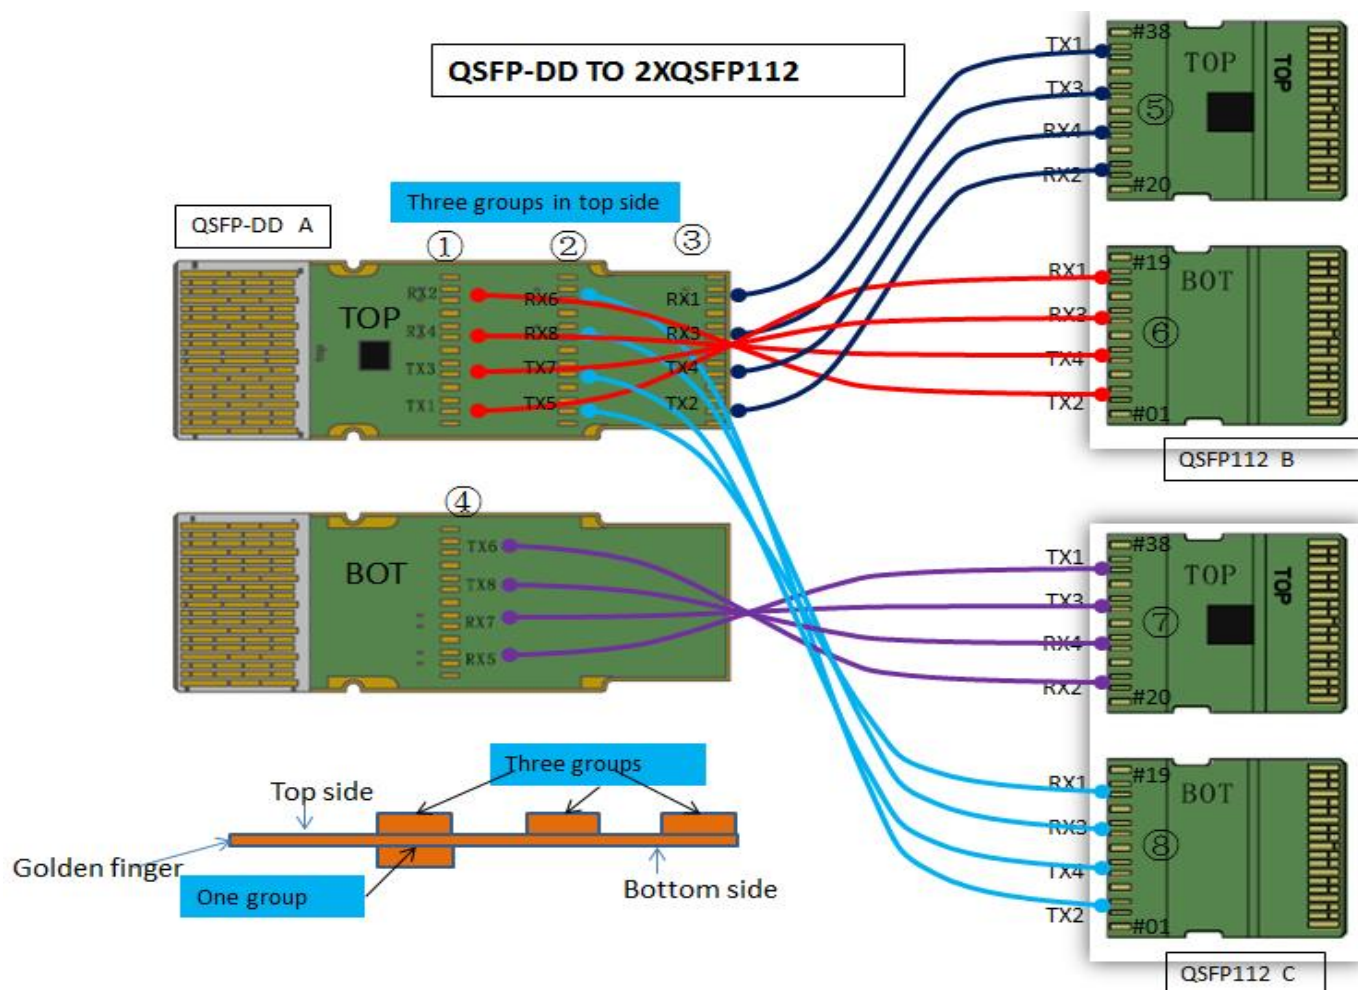 QSFP-DD TO 2XQSFP112
QSFP-DD A
Three groups in top side
①
②
③
TOP
RX2
RX4
TX3
TX1
RX6
RX8
TX7
TX5
RX1
RX3
TX4
TX2
TX1
TX3
RX4
RX2
#38
TOP
TOP
⑤
#20
RX1
RX3
TX4
TX2
#19
BOT
⑥
#01
QSFP112 B
④
BOT
TX6
TX8
RX7
RX5
TX1
TX3
RX4
RX2
#38
TOP
TOP
⑦
#20
RX1
RX3
TX4
TX2
#19
BOT
⑧
#01
QSFP112 C
Three groups
Top side
Golden finger
One group
Bottom side